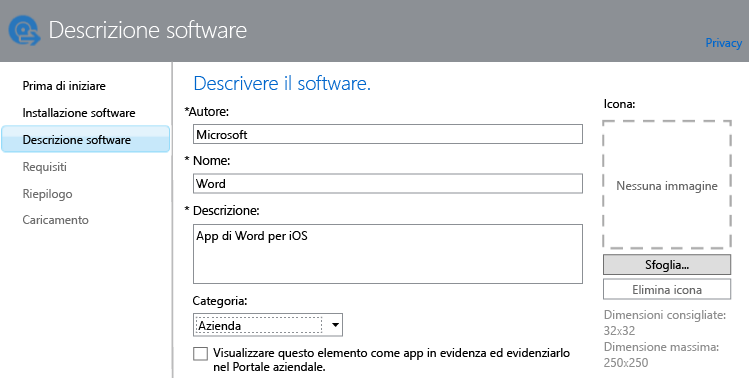 Descrizione software
Privacy
Prima di iniziare
Installazione software
Descrizione software
Requisiti
Riepilogo
Caricamento
Descrivere il software.
*Autore:
Microsoft
* Nome:
Word
* Descrizione:
App di Word per iOS
Categoria:
Azienda
Visualizzare questo elemento come app in evidenza ed evidenziarlo
nel Portale aziendale.
Icona:
Nessuna immagine
Sfoglia...
Elimina icona
Dimensioni consigliate:
32x32
Dimensione massima:
250x250